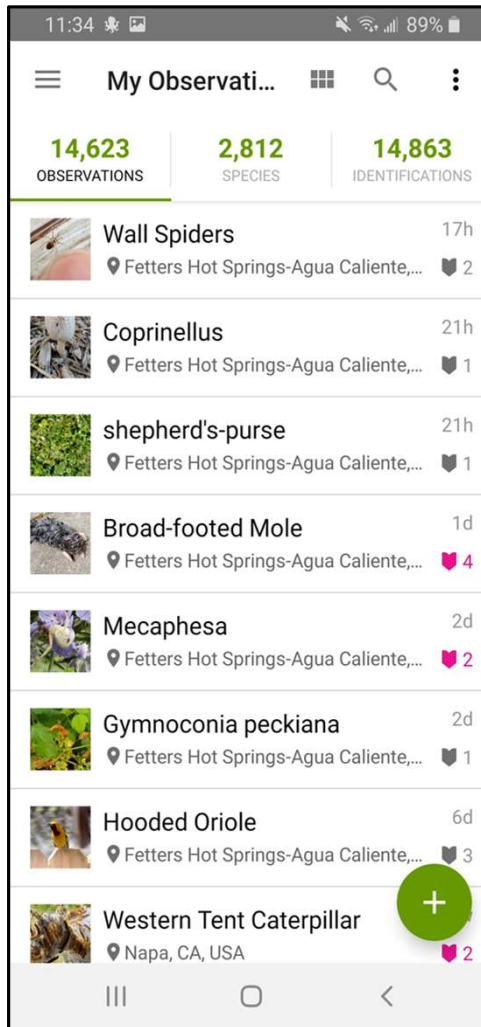 11:34 89%
My Observati...
14,623 2,812 14,863
OBSERVATIONS SPECIES IDENTIFICATIONS
Wall Spiders 17h
Fetters Hot Springs-Agua Caliente,... 2
Coprinellus 21h
Fetters Hot Springs-Agua Caliente,... 1
shepherd's-purse 21h
Fetters Hot Springs-Agua Caliente,... 1
Broad-footed Mole 1d
Fetters Hot Springs-Agua Caliente,... 4
Mecaphesa 2d
Fetters Hot Springs-Agua Caliente,... 2
Gymnoconia peckiana 2d
Fetters Hot Springs-Agua Caliente,... 1
Hooded Oriole 6d
Fetters Hot Springs-Agua Caliente,... 3
Western Tent Caterpillar
Napa, CA, USA 2